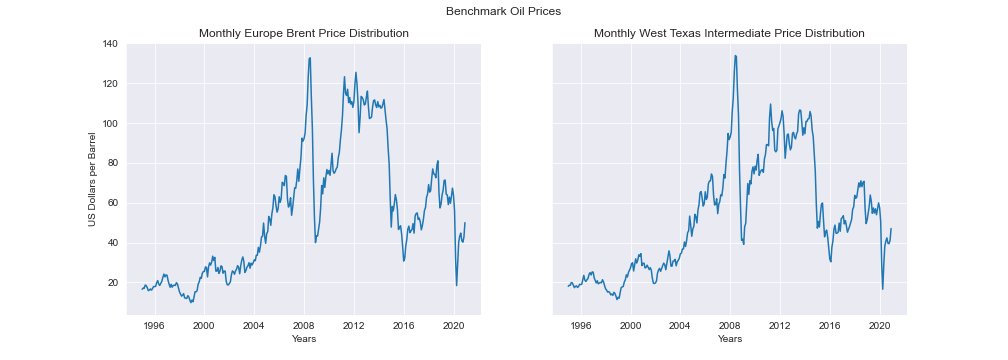 Benchmark Oil Prices
Monthly Europe Brent Price Distribution
140
120
100
80
60
40
20
US Dollars per Barrel
1996 2000 2004 2008 2012 2016 2020
Years
Monthly West Texas Intermediate Price Distribution
1996 2000 2004 2008 2012 2016 2020
Years